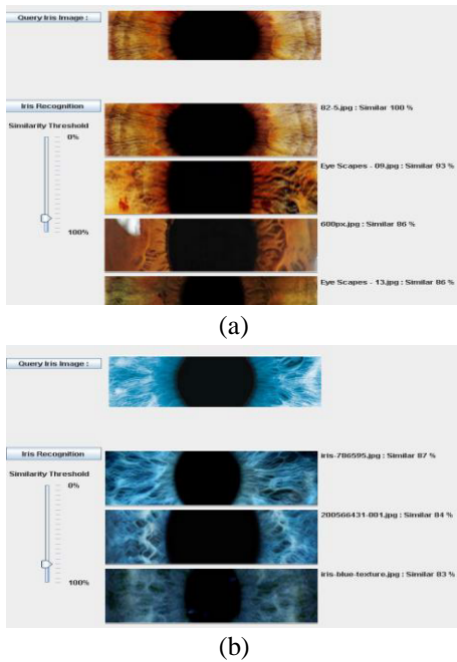 Query Iris Image :
Iris Recognition
82-5.jpg : Similar 100 %
Similarity Threshold
0%
Eye Scapes - 09.jpg : Similar 93 %
600px.jpg : Similar 86 %
100%
Eye Scapes - 13.jpg : Similar 86 %
(a)
Query Iris Image :
Iris Recognition
iris-786595.jpg : Similar 87 %
Similarity Threshold
0%
200566431-001.jpg : Similar 84 %
iris-blue-texture.jpg : Similar 83 %
100%
(b)